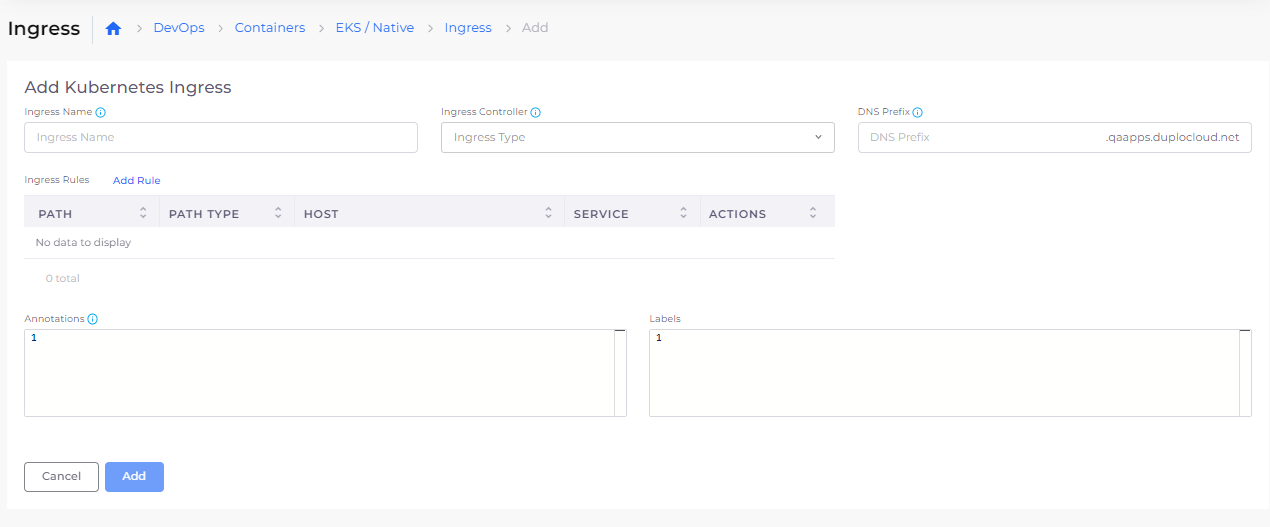 Ingress DevOps Containers EKS / Native Ingress Add
Add Kubernetes Ingress
Ingress Name Ingress Controller DNS Prefix
Ingress Name Ingress Type DNS Prefix .qaapps.duplocloud.net
Ingress Rules Add Rule
PATH PATH TYPE HOST SERVICE ACTIONS
No data to display
0 total
Annotations Labels
1 1
Cancel Add